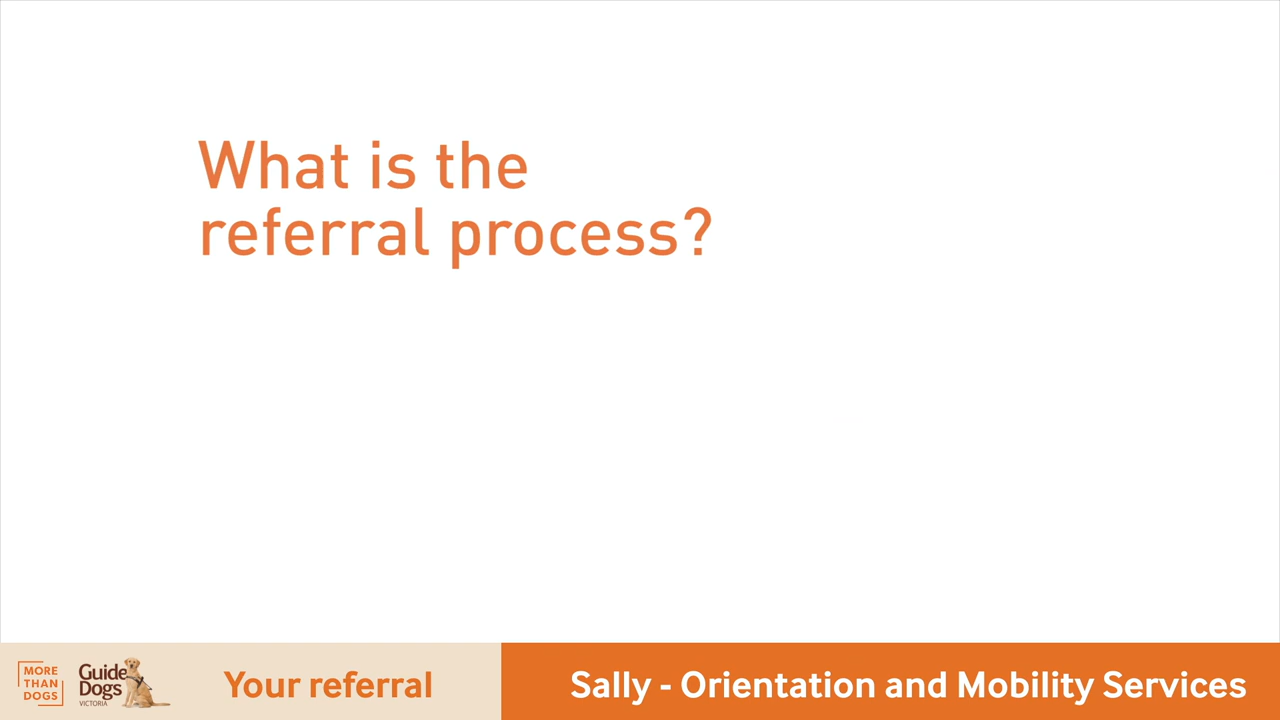 What is the
referral process?
MORE
THAN
DOGS
Guide
Dogs
VICTORIA
Your referral
Sally - Orientation and Mobility Services